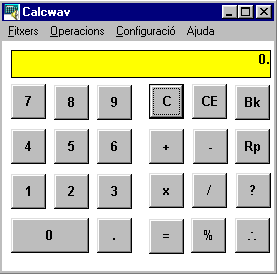 Calcwav
Fitxers Operacions Configuració Ajuda
0.
7 8 9 C CE Bk
4 5 6 + - Rp
1 2 3 x / ?
0 . = % ∴